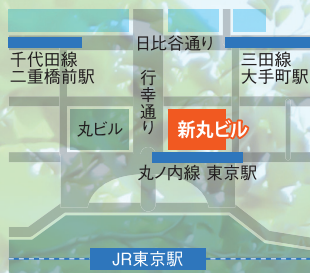 日比谷通り
千代田線
二重橋前駅
三田線
大手町駅
行幸通り
丸ビル
新丸ビル
丸ノ内線 東京駅
JR東京駅